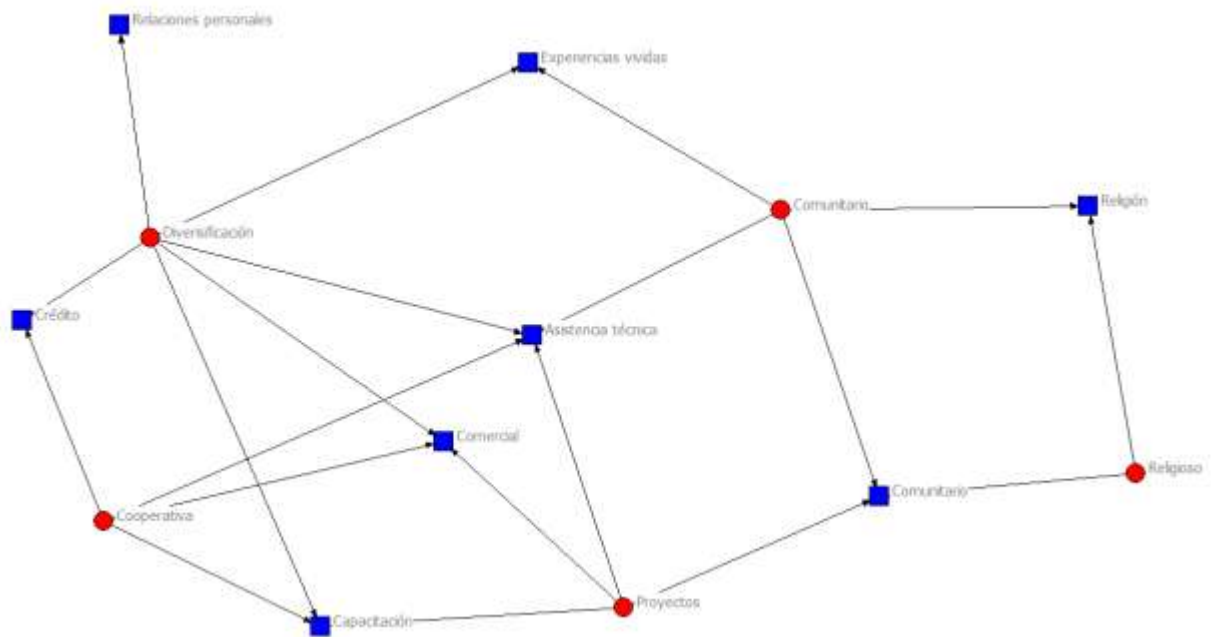 Relaciones personales
Experiencias vividas
Comunitario
Religión
Diversificación
Crédito
Asistencia técnica
Comercial
Religioso
Comunitario
Cooperativa
Proyectos
Capacitación